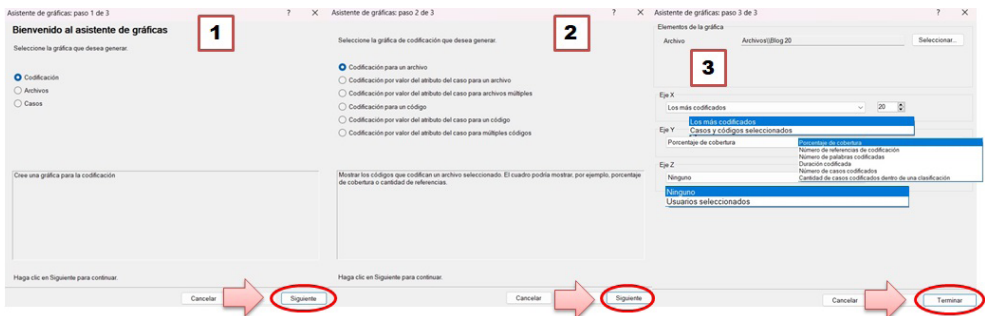 Asistente de gráficas: paso 1 de 3
Bienvenido al asistente de gráficas
1
Seleccione la gráfica que desea generar.
Codificación
Archivos
Casos
Cree una gráfica para la codificación
Haga clic en Siguiente para continuar.
Cancelar
Siguiente
Asistente de gráficas: paso 2 de 3
2
Seleccione la gráfica de codificación que desea generar.
Codificación para un archivo
Codificación por valor del atributo del caso para un archivo
Codificación por valor del atributo del caso para archivos múltiples
Codificación para un código
Codificación por valor del atributo del caso para un código
Codificación por valor del atributo del caso para múltiples códigos
Mostrar los códigos que codifican un archivo seleccionado. El cuadro podría mostrar, por ejemplo, porcentaje
de cobertura o cantidad de referencias.
Haga clic en Siguiente para continuar.
Cancelar
Siguiente
Asistente de gráficas: paso 3 de 3
Elementos de la gráfica
Archivo
Archivos\\Blog 20
Seleccionar...
3
Eje X
Los más codificados
20
Los más codificados
Casos y códigos seleccionados
Eje Y
Porcentaje de cobertura
Porcentaje de cobertura
Número de referencias de codificación
Número de palabras codificadas
Duración codificada
Número de casos codificados
Cantidad de casos codificados dentro de una clasificación
Eje Z
Ninguno
Ninguno
Usuarios seleccionados
Cancelar
Terminar